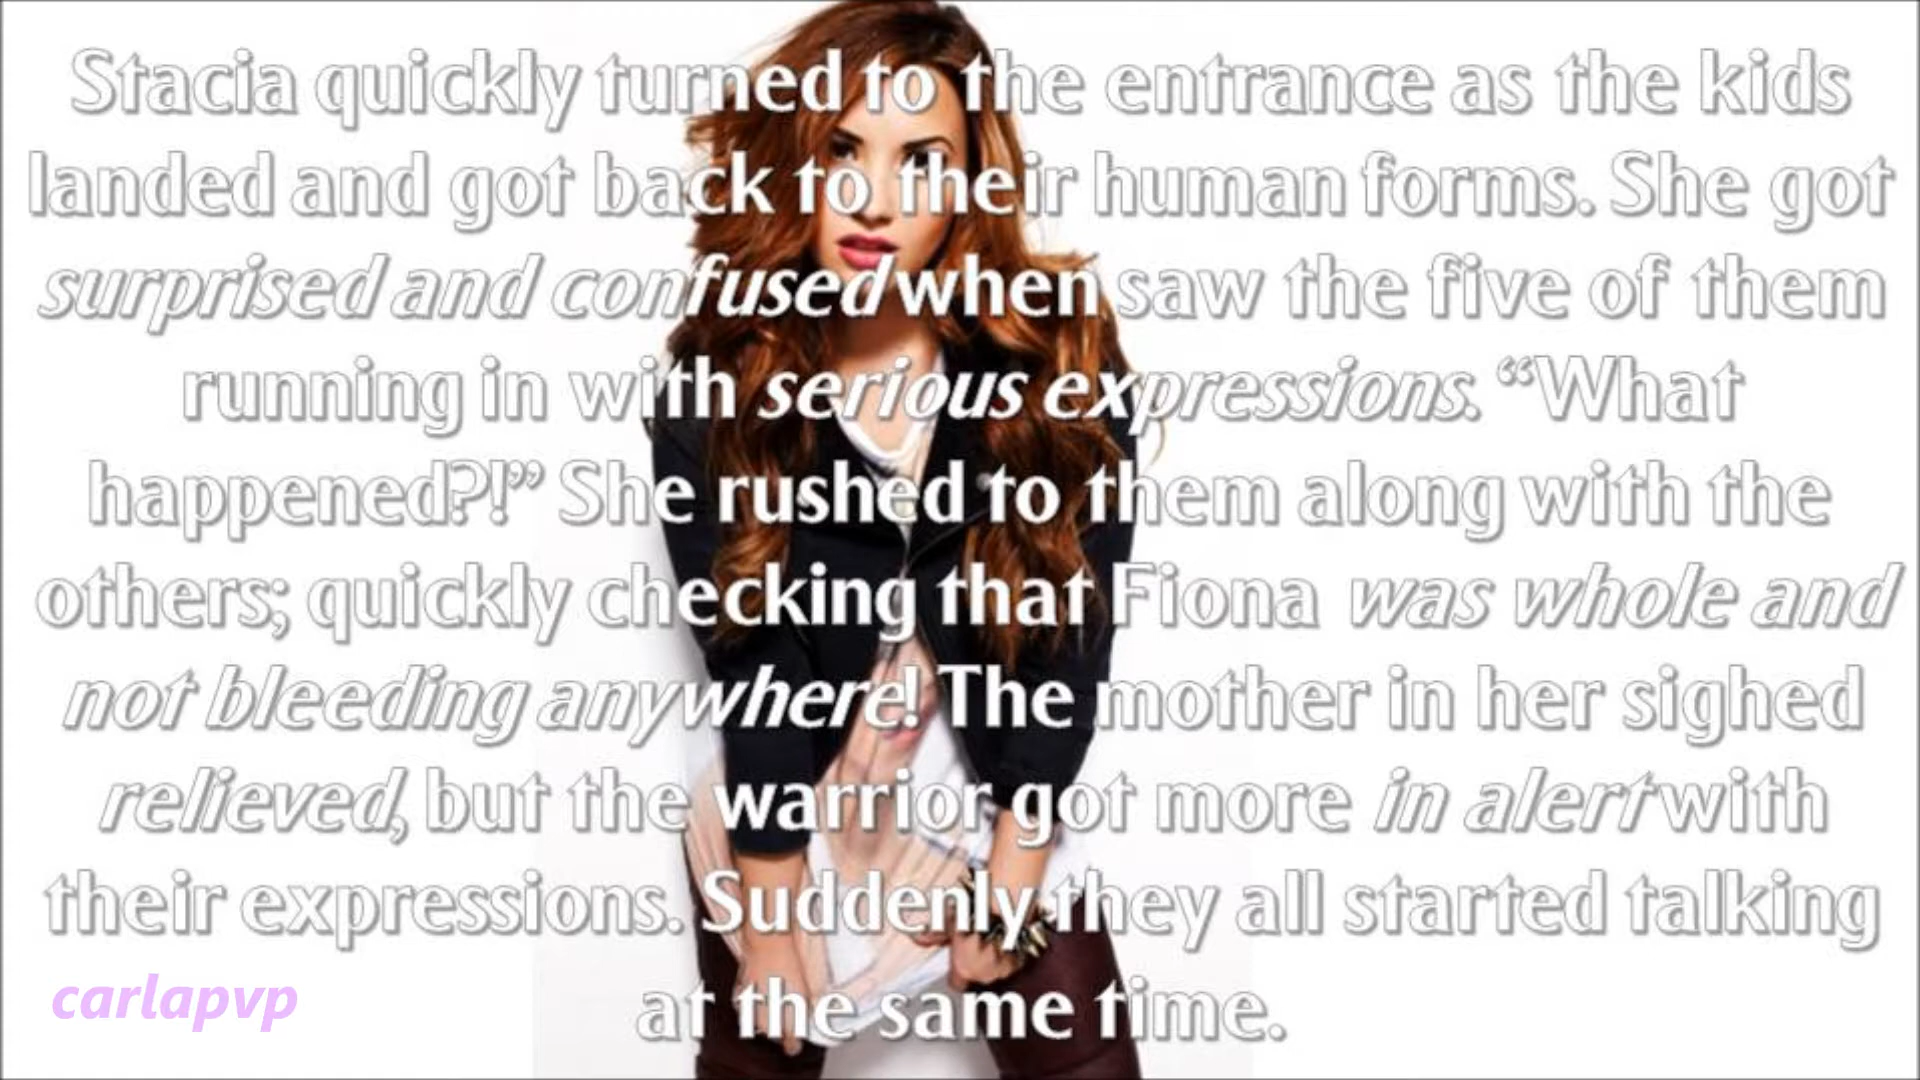 Stacia quickly turned to the entrance as the kids
landed and got back to their human forms. She got
surprised and confused when saw the five of them
running in with serious expressions. “What
happened?!” She rushed to them along with the
others; quickly checking that Fiona was whole and
not bleeding anywhere! The mother in her sighed
relieved, but the warrior got more in alert with
their expressions. Suddenly they all started talking
at the same time.
carlapvp